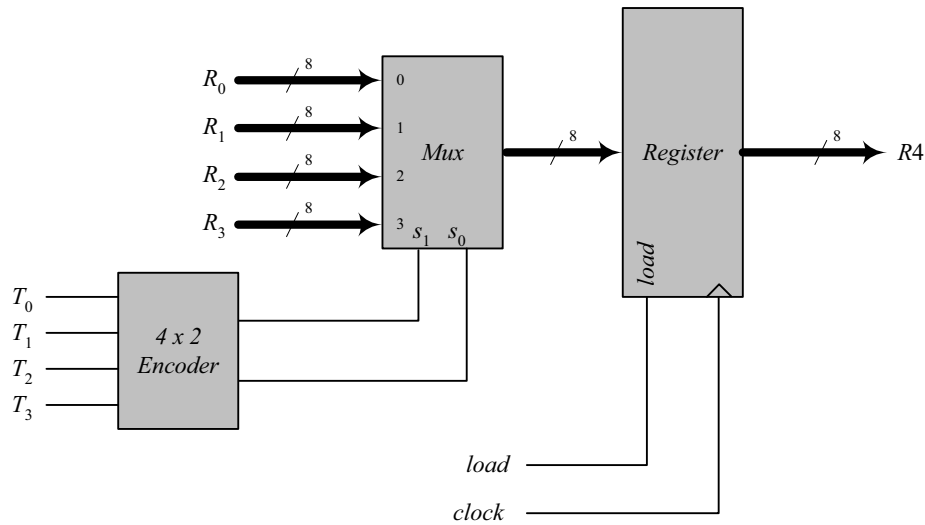 R0
8
0
R1
8
1
R2
8
2
R3
8
3
Mux
s1 s0
8
Register
load
8
R4
T0
T1
T2
T3
4 x 2
Encoder
load
clock